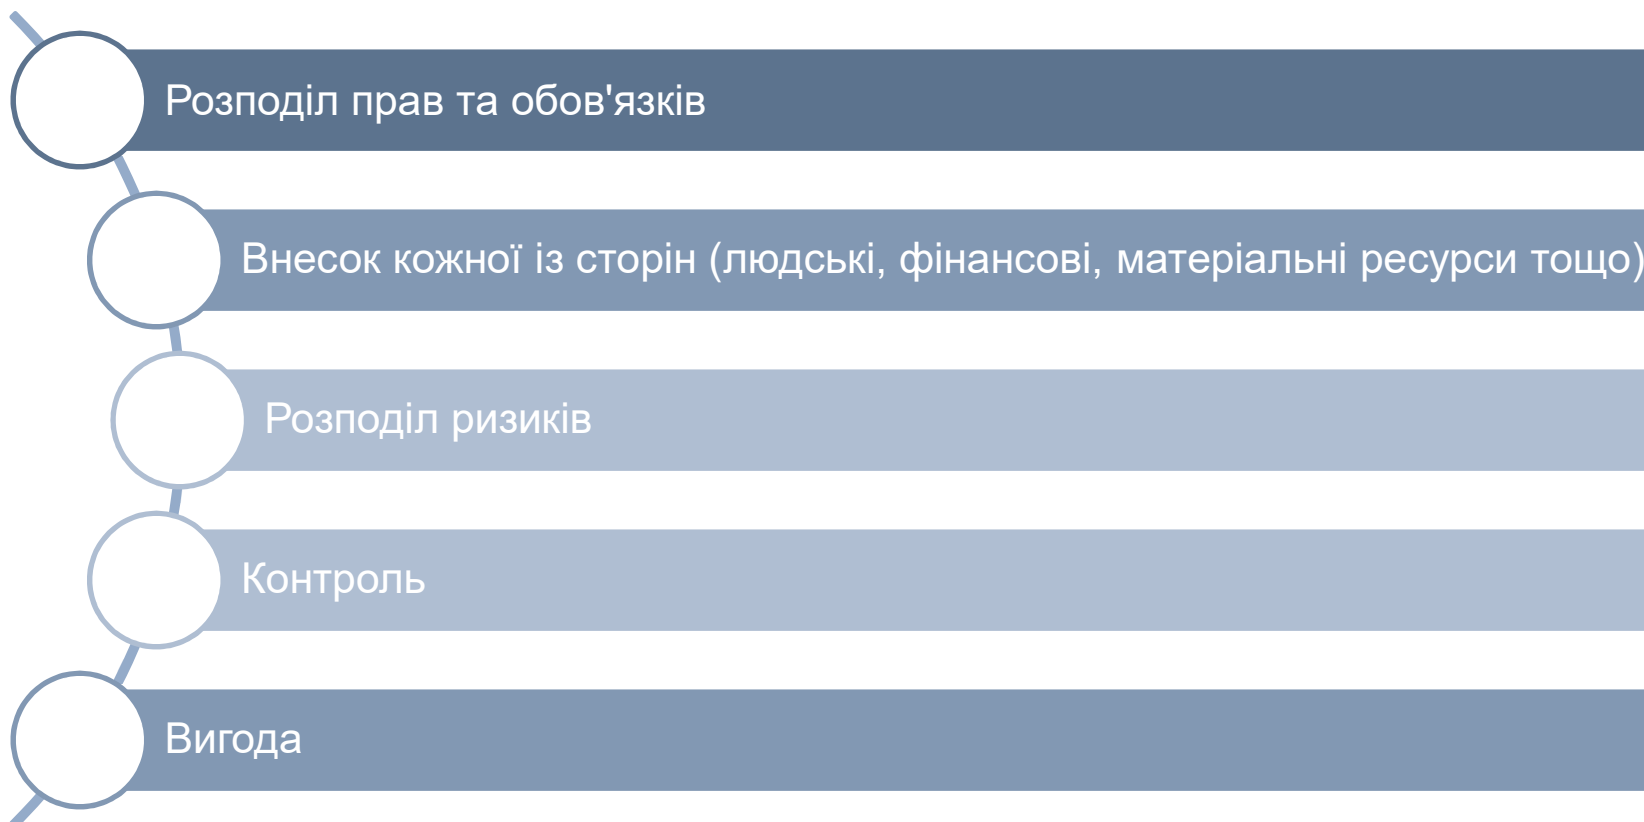 Розподіл прав та обов'язків
Внесок кожної із сторін (людські, фінансові, матеріальні ресурси тощо)
Розподіл ризиків
Контроль
Вигода